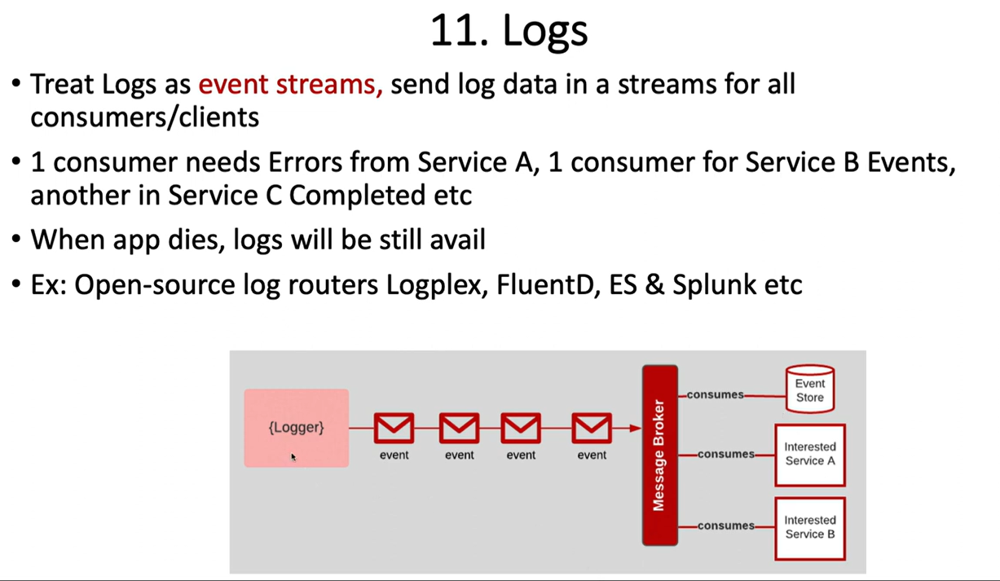 11. Logs
• Treat Logs as event streams, send log data in a streams for all
consumers/clients
• 1 consumer needs Errors from Service A, 1 consumer for Service B Events,
another in Service C Completed etc
• When app dies, logs will be still avail
• Ex: Open-source log routers Logplex, FluentD, ES & Splunk etc
{Logger}
event
event
event
event
Message Broker
consumes
Event
Store
consumes
Interested
Service A
consumes
Interested
Service B